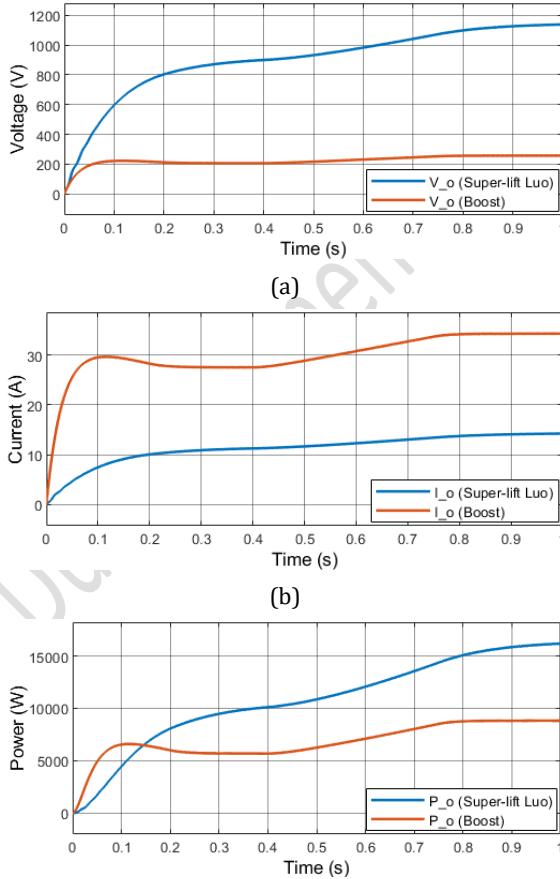 1200
1000
800
600
400
200
0
Voltage (V)
V_o (Super-lift Luo)
V_o (Boost)
0 0.1 0.2 0.3 0.4 0.5 0.6 0.7 0.8 0.9
Time (s)
(a)
30
20
10
0
Current (A)
I_o (Super-lift Luo)
I_o (Boost)
0 0.1 0.2 0.3 0.4 0.5 0.6 0.7 0.8 0.9
Time (s)
(b)
15000
10000
5000
0
Power (W)
P_o (Super-lift Luo)
P_o (Boost)
0 0.1 0.2 0.3 0.4 0.5 0.6 0.7 0.8 0.9
Time (s)